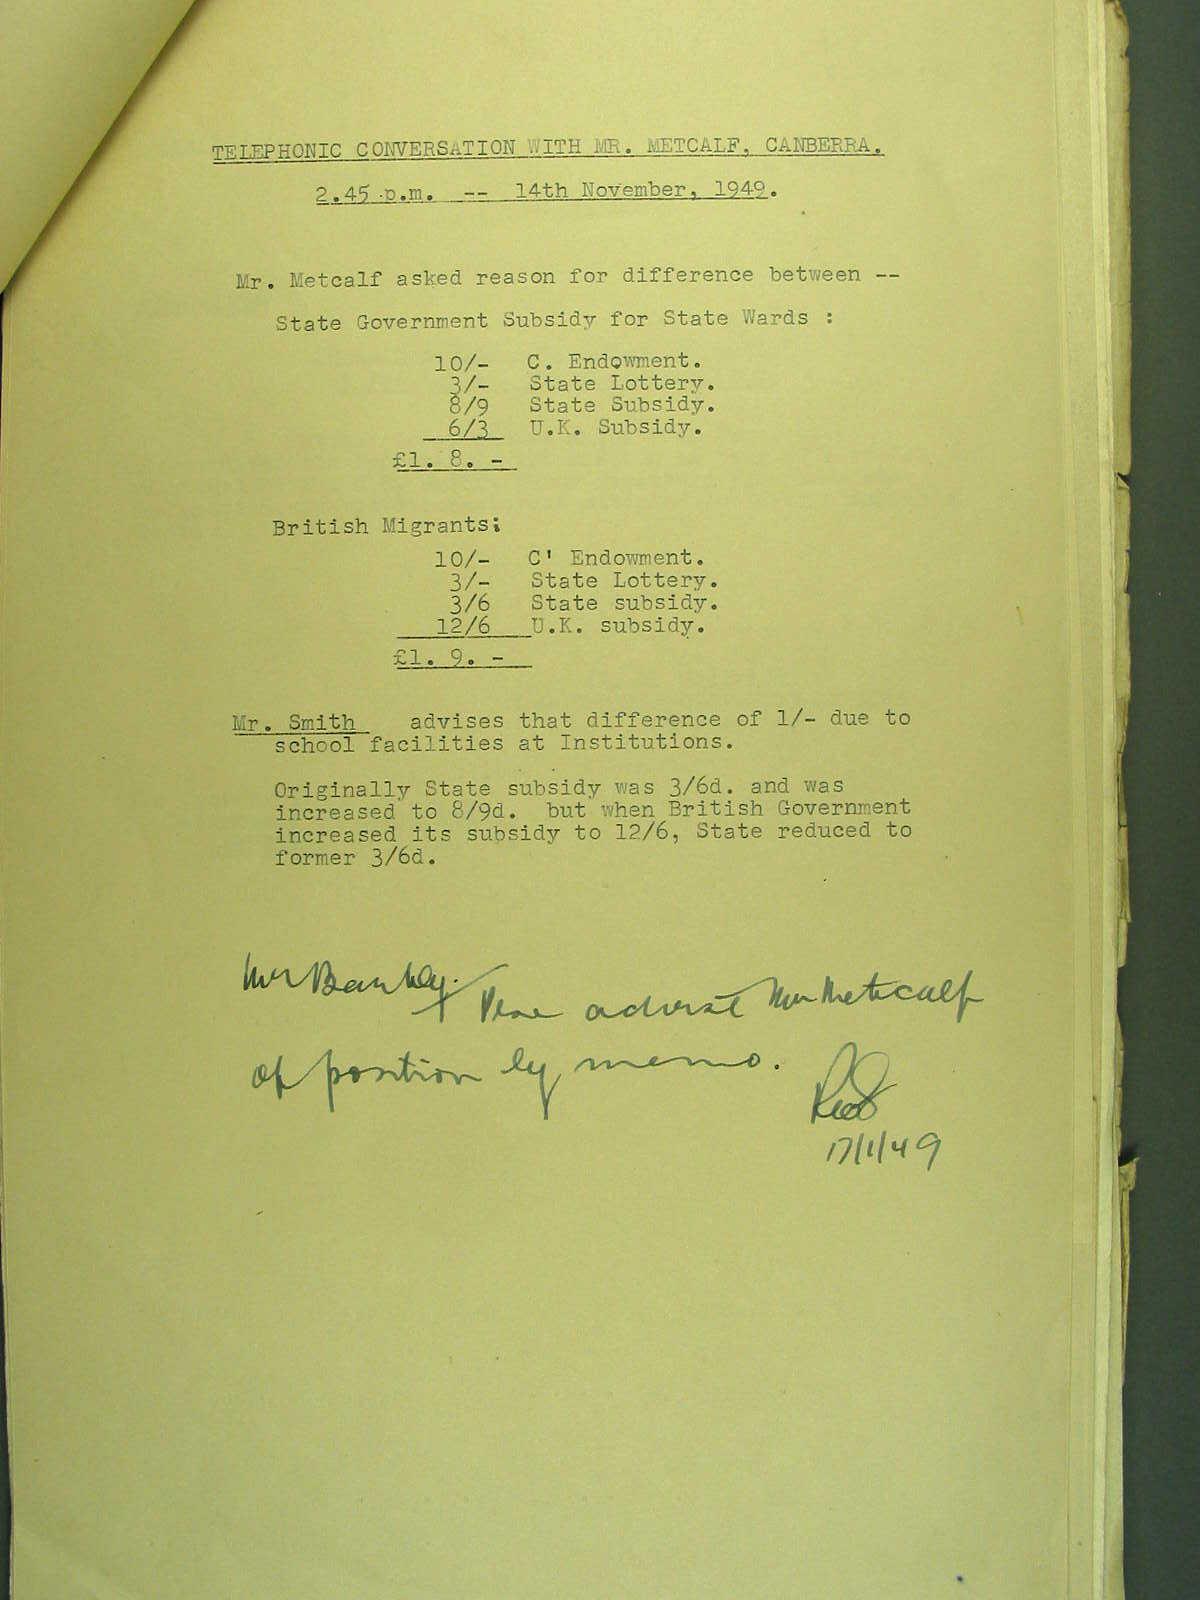 TELEPHONIC CONVERSATION WITH MR. METCALF, CANBERRA.
2.45 p.m. -- 14th November, 1949.
Mr. Metcalf asked reason for difference between --
State Government Subsidy for State Wards :
10/- C. Endowment.
3/- State Lottery.
8/9 State Subsidy.
6/3 U.K. Subsidy.
£1. 8. -
British Migrants:
10/- C' Endowment.
3/- State Lottery.
3/6 State subsidy.
12/6 U.K. subsidy.
£1. 9. -
Mr. Smith advises that difference of 1/- due to
school facilities at Institutions.
Originally State subsidy was 3/6d. and was
increased to 8/9d. but when British Government
increased its subsidy to 12/6, State reduced to
former 3/6d.
Mr Please advise Mr Metcalf
of position by memo.
17/11/49